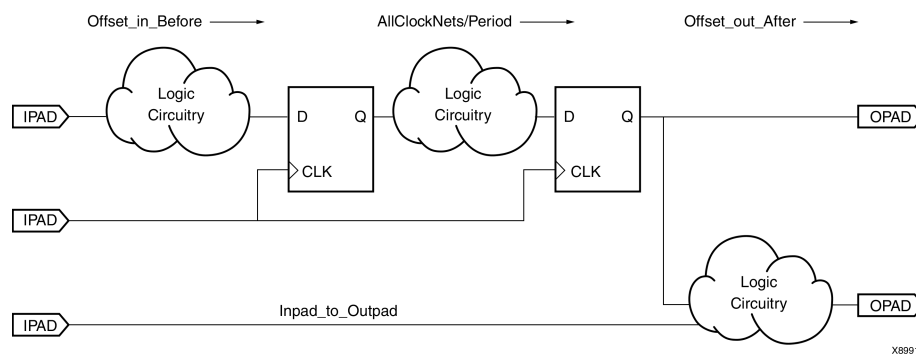 Offset_in_Before
AllClockNets/Period
Offset_out_After
Logic
Circuitry
Logic
Circuitry
IPAD
D
Q
D
Q
OPAD
CLK
CLK
IPAD
Logic
Circuitry
OPAD
Inpad_to_Outpad
IPAD